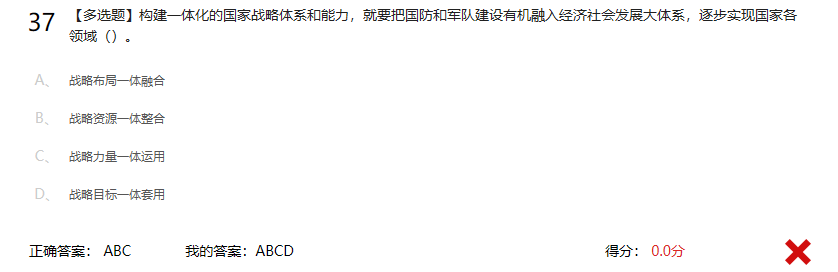 37 【多选题】构建一体化的国家战略体系和能力，就要把国防和军队建设有机融入经济社会发展大体系，逐步实现国家各
领域（）。
A、 战略布局一体融合
B、 战略资源一体整合
C、 战略力量一体运用
D、 战略目标一体套用
正确答案： ABC 我的答案：ABCD 得分： 0.0分